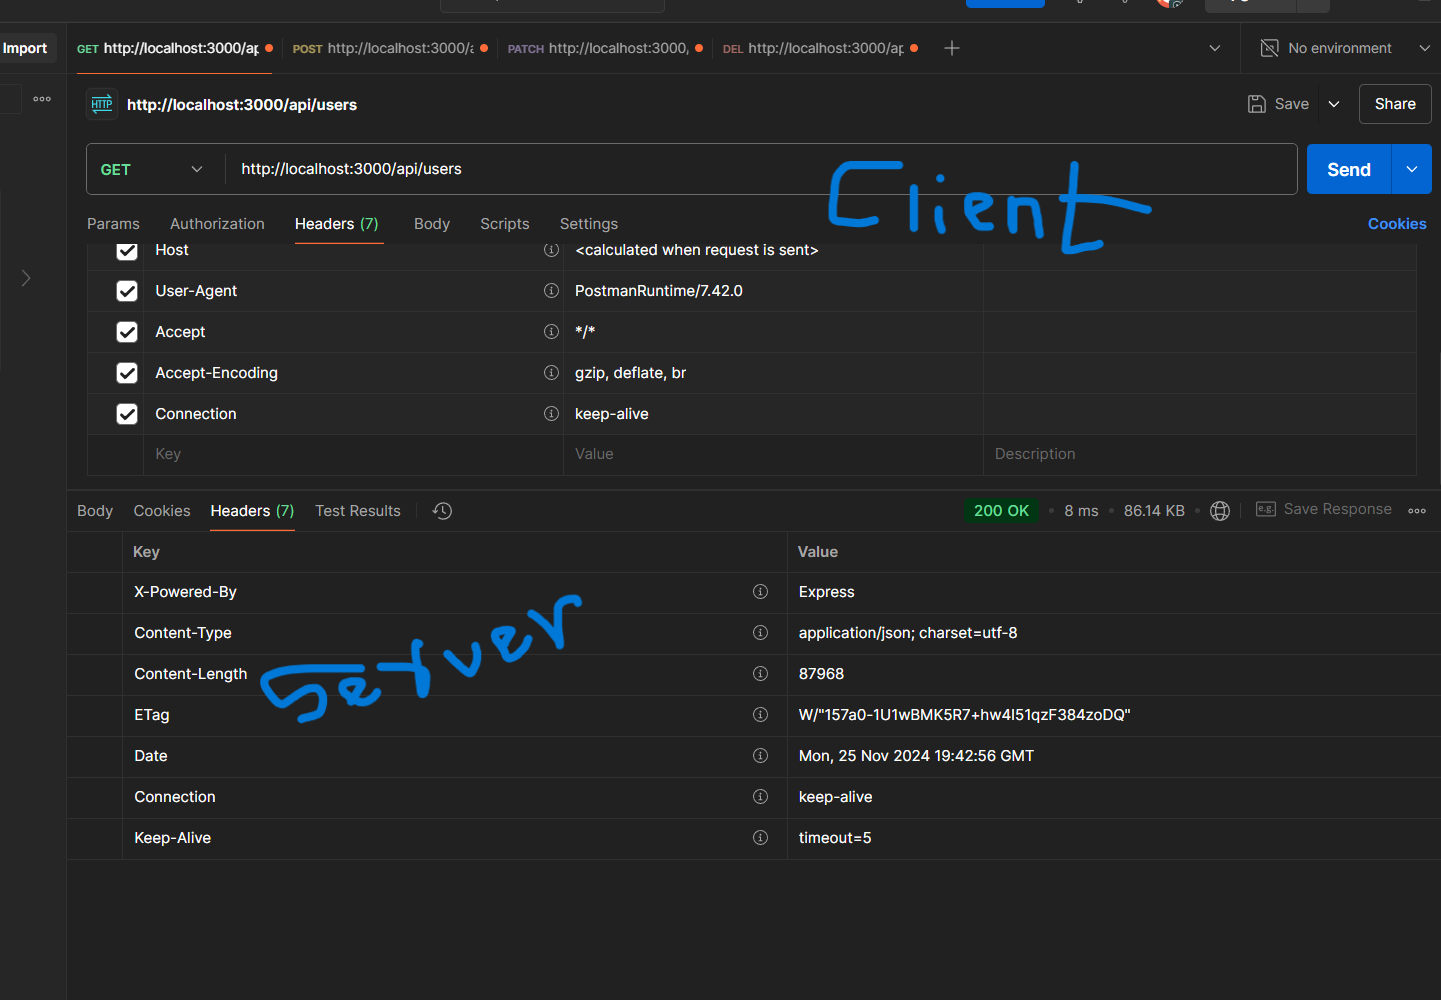 Import
GET http://localhost:3000/ap POST http://localhost:3000/a PATCH http://localhost:3000, DEL http://localhost:3000/ap No environment
HTTP http://localhost:3000/api/users Save Share
GET http://localhost:3000/api/users Send
Client
Params Authorization Headers (7) Body Scripts Settings Cookies
Host <calculated when request is sent>
User-Agent PostmanRuntime/7.42.0
Accept */*
Accept-Encoding gzip, deflate, br
Connection keep-alive
Key Value Description
Body Cookies Headers (7) Test Results 200 OK 8 ms 86.14 KB e.g. Save Response
Key Value
X-Powered-By Express
Content-Type application/json; charset=utf-8
Server
Content-Length 87968
ETag W/"157a0-1U1wBMK5R7+hw4I51qzF384zoDQ"
Date Mon, 25 Nov 2024 19:42:56 GMT
Connection keep-alive
Keep-Alive timeout=5